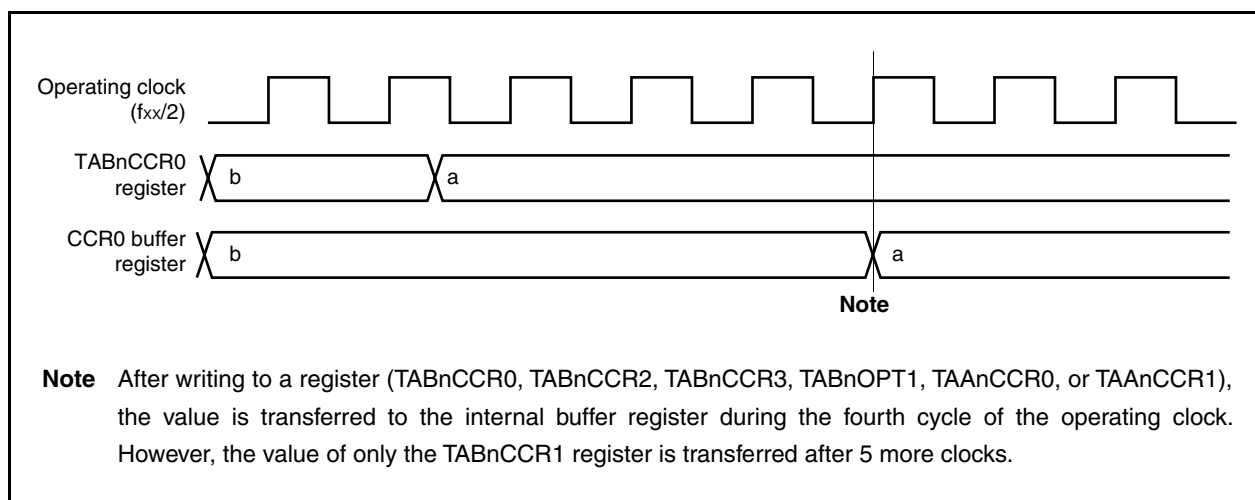 Operating clock
(fxx/2)
TABnCCR0
register
b
a
CCR0 buffer
register
b
a
Note
Note After writing to a register (TABnCCR0, TABnCCR2, TABnCCR3, TABnOPT1, TAAnCCR0, or TAAnCCR1),
the value is transferred to the internal buffer register during the fourth cycle of the operating clock.
However, the value of only the TABnCCR1 register is transferred after 5 more clocks.